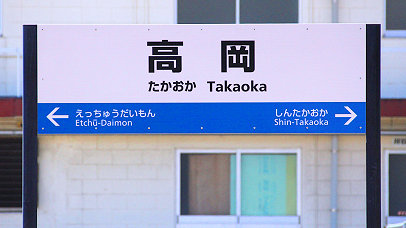 高岡
たかおか Takaoka
← えっちゅうだいもん しんたかおか →
Etchū-Daimon Shin-Takaoka